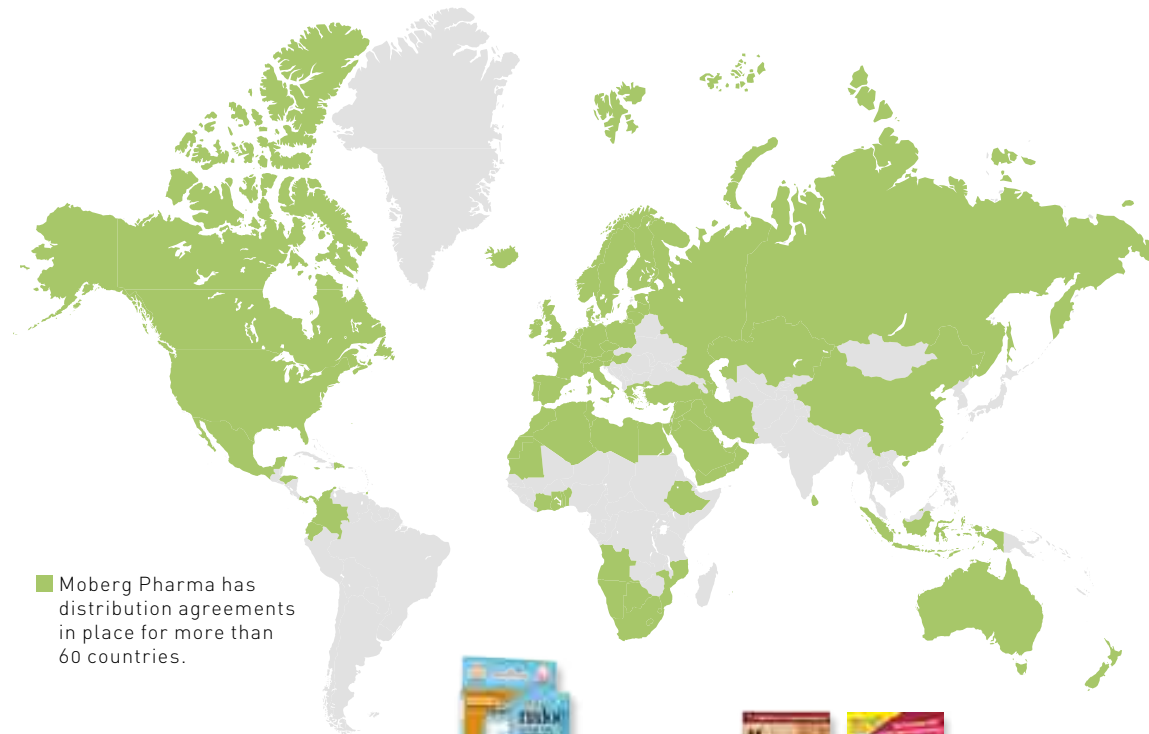 Moberg Pharma has
distribution agreements
in place for more than
60 countries.